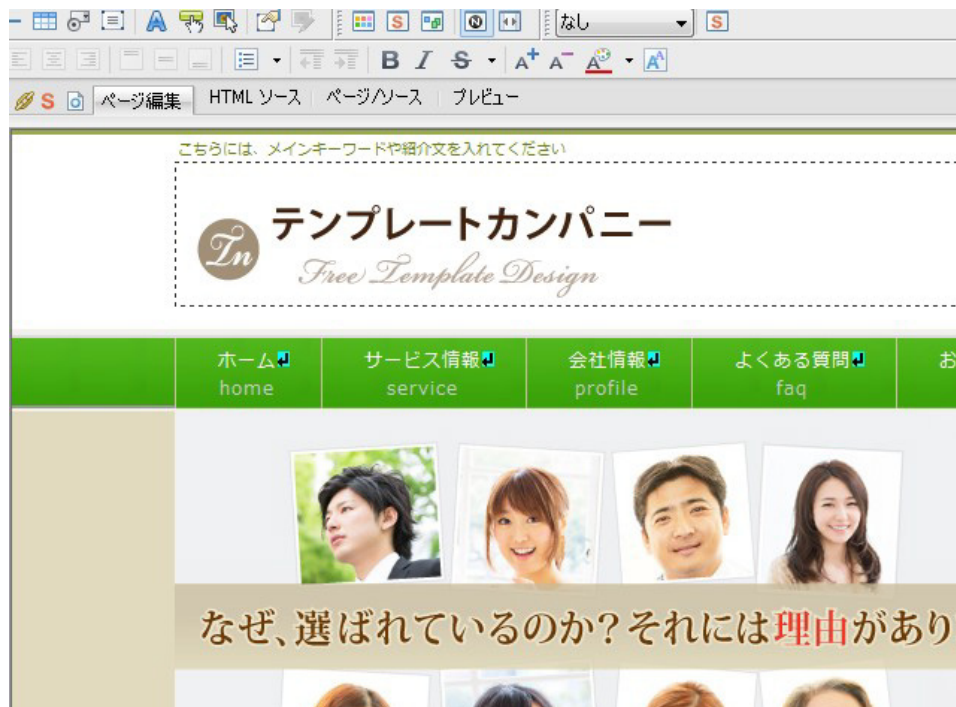 なし
ページ編集 HTML ソース ページ/ソース プレビュー
こちらには、メインキーワードや紹介文を入れてください
テンプレートカンパニー
Tn
Free Template Design
ホーム サービス情報 会社情報 よくある質問 お
home service profile faq
なぜ、選ばれているのか?それには理由があり